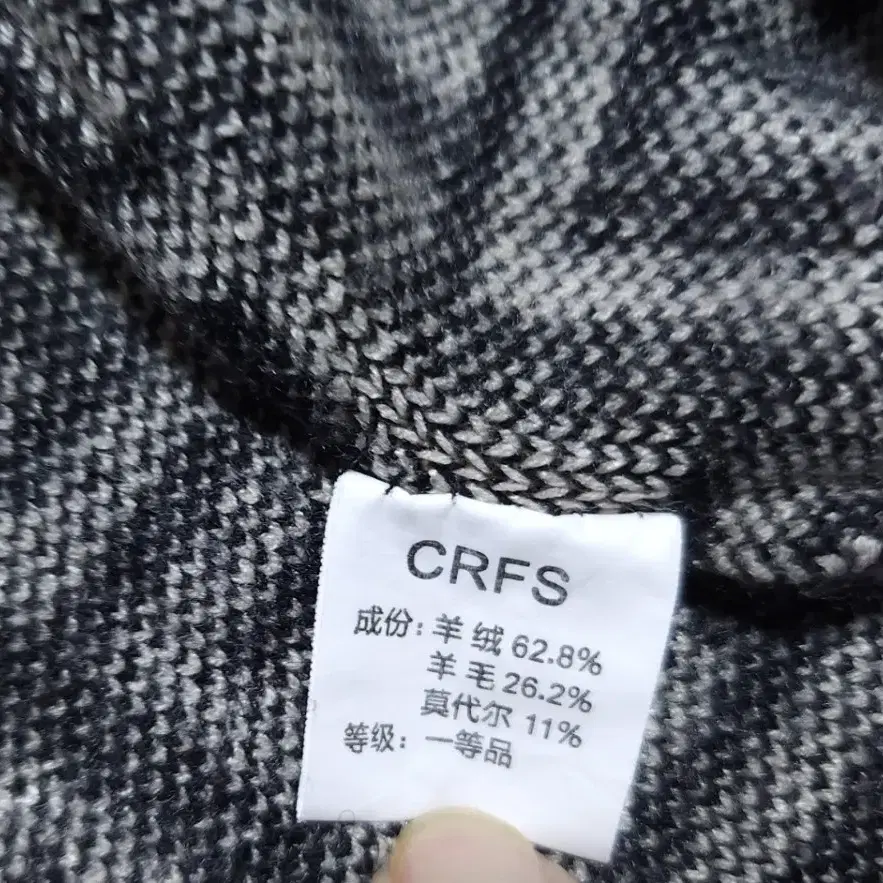 CRFS
成份: 羊绒 62.8%
羊毛 26.2%
莫代尔 11%
等级: 一等品